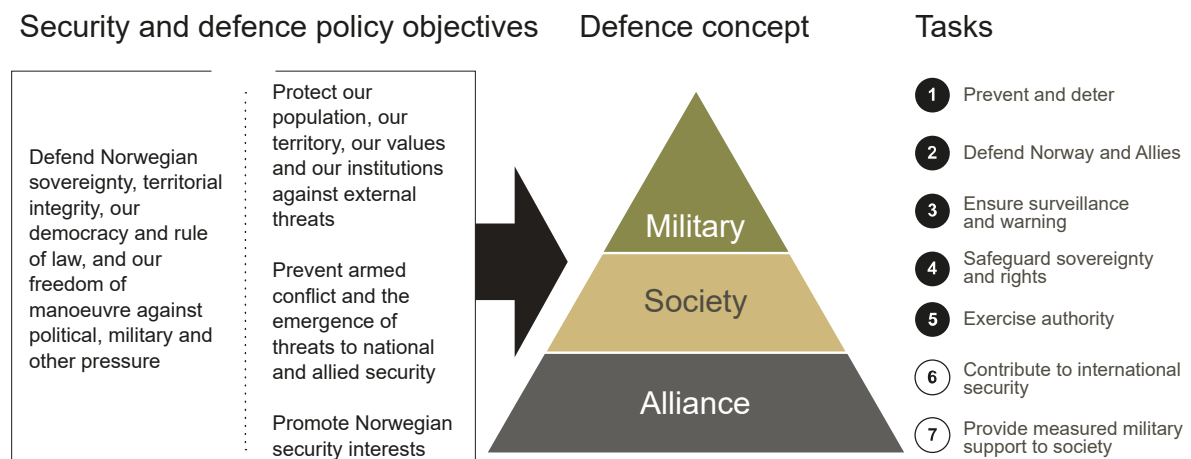 Security and defence policy objectives
Defence concept
Tasks
Defend Norwegian
sovereignty, territorial
integrity, our
democracy and rule
of law, and our
freedom of
manoeuvre against
political, military and
other pressure
Protect our
population, our
territory, our values
and our institutions
against external
threats
Prevent armed
conflict and the
emergence of
threats to national
and allied security
Promote Norwegian
security interests
Military
Society
Alliance
1 Prevent and deter
2 Defend Norway and Allies
3 Ensure surveillance
and warning
4 Safeguard sovereignty
and rights
5 Exercise authority
6 Contribute to international
security
7 Provide measured military
support to society